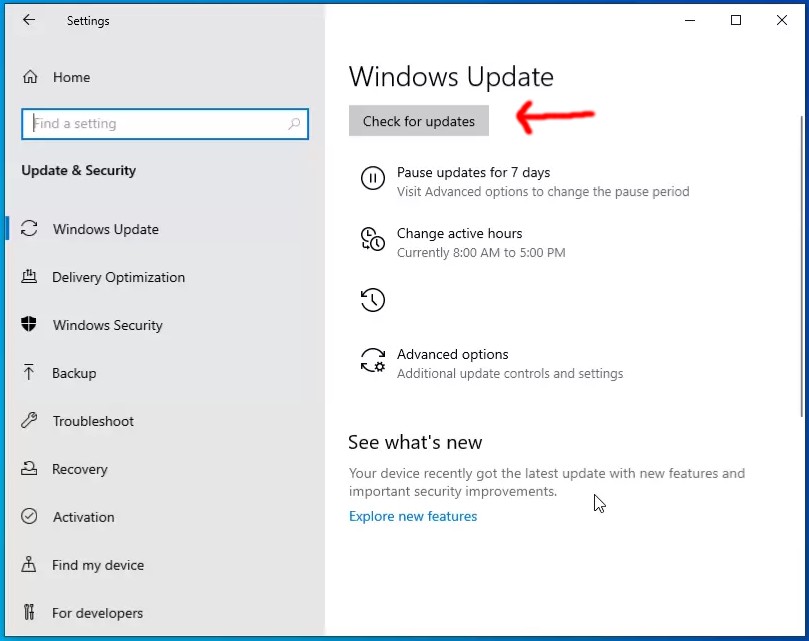 Settings
Home
Find a setting
Update & Security
Windows Update
Delivery Optimization
Windows Security
Backup
Troubleshoot
Recovery
Activation
Find my device
For developers
Windows Update
Check for updates
Pause updates for 7 days
Visit Advanced options to change the pause period
Change active hours
Currently 8:00 AM to 5:00 PM
Advanced options
Additional update controls and settings
See what's new
Your device recently got the latest update with new features and
important security improvements.
Explore new features